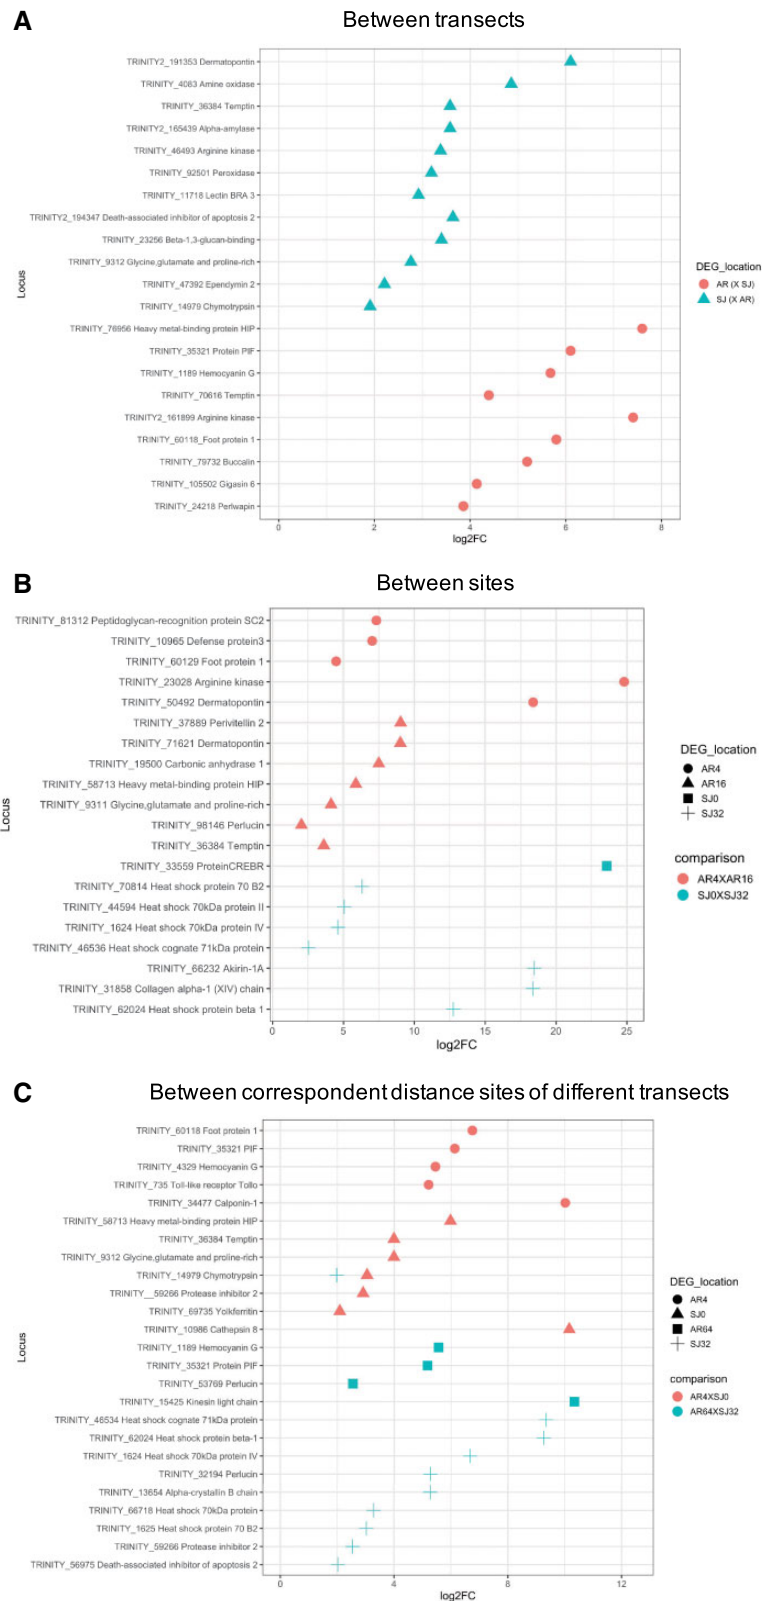 A
Between transects
TRINITY2_191353 Dermatopontin
TRINITY_4083 Amine oxidase
TRINITY_36384 Temptin
TRINITY2_165439 Alpha-amylase
TRINITY_46493 Arginine kinase
TRINITY_92501 Peroxidase
TRINITY_11718 Lectin BRA 3
TRINITY2_194347 Death-associated inhibitor of apoptosis 2
TRINITY_23256 Beta-1,3-glucan-binding
TRINITY_9312 Glycine,glutamate and proline-rich
TRINITY_47392 Ependymin 2
TRINITY_14979 Chymotrypsin
TRINITY_76956 Heavy metal-binding protein HIP
TRINITY_35321 Protein PIF
TRINITY_1189 Hemocyanin G
TRINITY_70616 Temptin
TRINITY2_161899 Arginine kinase
TRINITY_60118_Foot protein 1
TRINITY_79732 Buccalin
TRINITY_105502 Gigasin 6
TRINITY_24218 Perlwapin
Locus
0 2 4 6 8
log2FC
DEG_location
AR (X SJ)
SJ (X AR)
B
Between sites
TRINITY_81312 Peptidoglycan-recognition protein SC2
TRINITY_10965 Defense protein3
TRINITY_60129 Foot protein 1
TRINITY_23028 Arginine kinase
TRINITY_50492 Dermatopontin
TRINITY_37889 Perivitellin 2
TRINITY_71621 Dermatopontin
TRINITY_19500 Carbonic anhydrase 1
TRINITY_58713 Heavy metal-binding protein HIP
TRINITY_9311 Glycine,glutamate and proline-rich
TRINITY_98146 Perlucin
TRINITY_36384 Temptin
TRINITY_33559 ProteinCREBR
TRINITY_70814 Heat shock protein 70 B2
TRINITY_44594 Heat shock 70kDa protein II
TRINITY_1624 Heat shock 70kDa protein IV
TRINITY_46536 Heat shock cognate 71kDa protein
TRINITY_66232 Akirin-1A
TRINITY_31858 Collagen alpha-1 (XIV) chain
TRINITY_62024 Heat shock protein beta 1
Locus
0 5 10 15 20 25
log2FC
DEG_location
AR4
AR16
SJ0
SJ32
comparison
AR4XAR16
SJ0XSJ32
C
Between correspondent distance sites of different transects
TRINITY_60118 Foot protein 1
TRINITY_35321 PIF
TRINITY_4329 Hemocyanin G
TRINITY_735 Toll-like receptor Tollo
TRINITY_34477 Calponin-1
TRINITY_58713 Heavy metal-binding protein HIP
TRINITY_36384 Temptin
TRINITY_9312 Glycine,glutamate and proline-rich
TRINITY_14979 Chymotrypsin
TRINITY__59266 Protease inhibitor 2
TRINITY_69735 Yolkferritin
TRINITY_10986 Cathepsin 8
TRINITY_1189 Hemocyanin G
TRINITY_35321 Protein PIF
TRINITY_53769 Perlucin
TRINITY_15425 Kinesin light chain
TRINITY_46534 Heat shock cognate 71kDa protein
TRINITY_62024 Heat shock protein beta-1
TRINITY_1624 Heat shock 70kDa protein IV
TRINITY_32194 Perlucin
TRINITY_13654 Alpha-crystallin B chain
TRINITY_66718 Heat shock 70kDa protein
TRINITY_1625 Heat shock protein 70 B2
TRINITY_59266 Protease inhibitor 2
TRINITY_56975 Death-associated inhibitor of apoptosis 2
Locus
0 4 8 12
log2FC
DEG_location
AR4
SJ0
AR64
SJ32
comparison
AR4XSJ0
AR64XSJ32